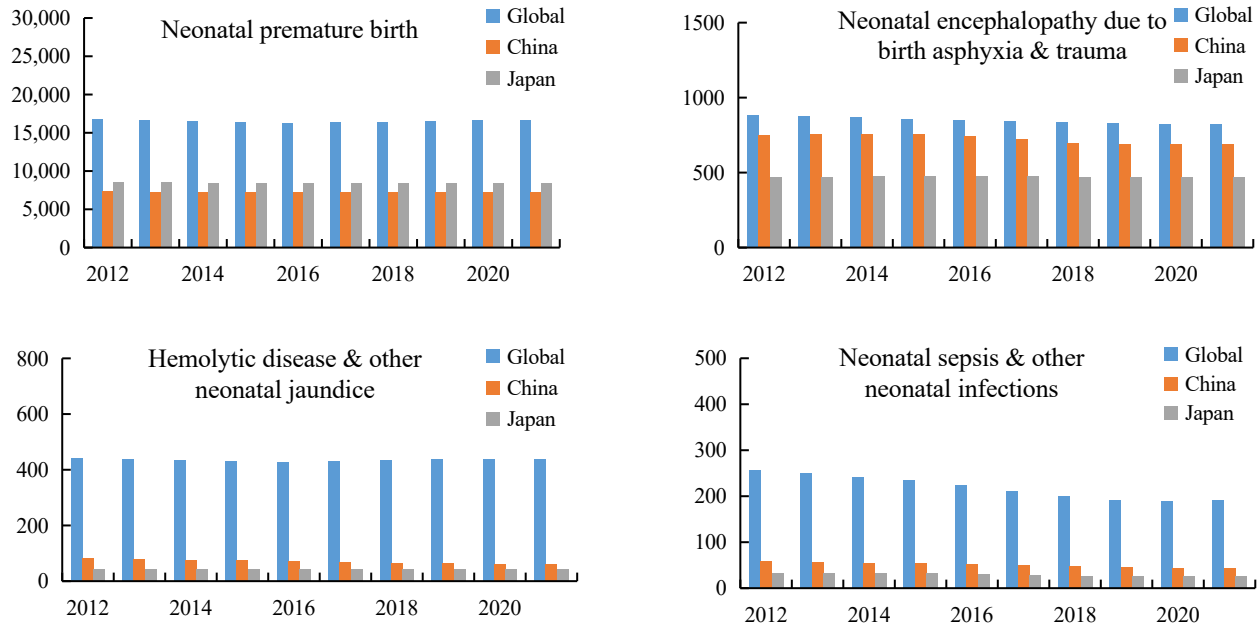 Neonatal premature birth
Global
China
Japan
30,000
25,000
20,000
15,000
10,000
5,000
0
2012 2014 2016 2018 2020
Neonatal encephalopathy due to
birth asphyxia & trauma
Global
China
Japan
1500
1000
500
0
2012 2014 2016 2018 2020
Hemolytic disease & other
neonatal jaundice
Global
China
Japan
800
600
400
200
0
2012 2014 2016 2018 2020
Neonatal sepsis & other
neonatal infections
Global
China
Japan
500
400
300
200
100
0
2012 2014 2016 2018 2020